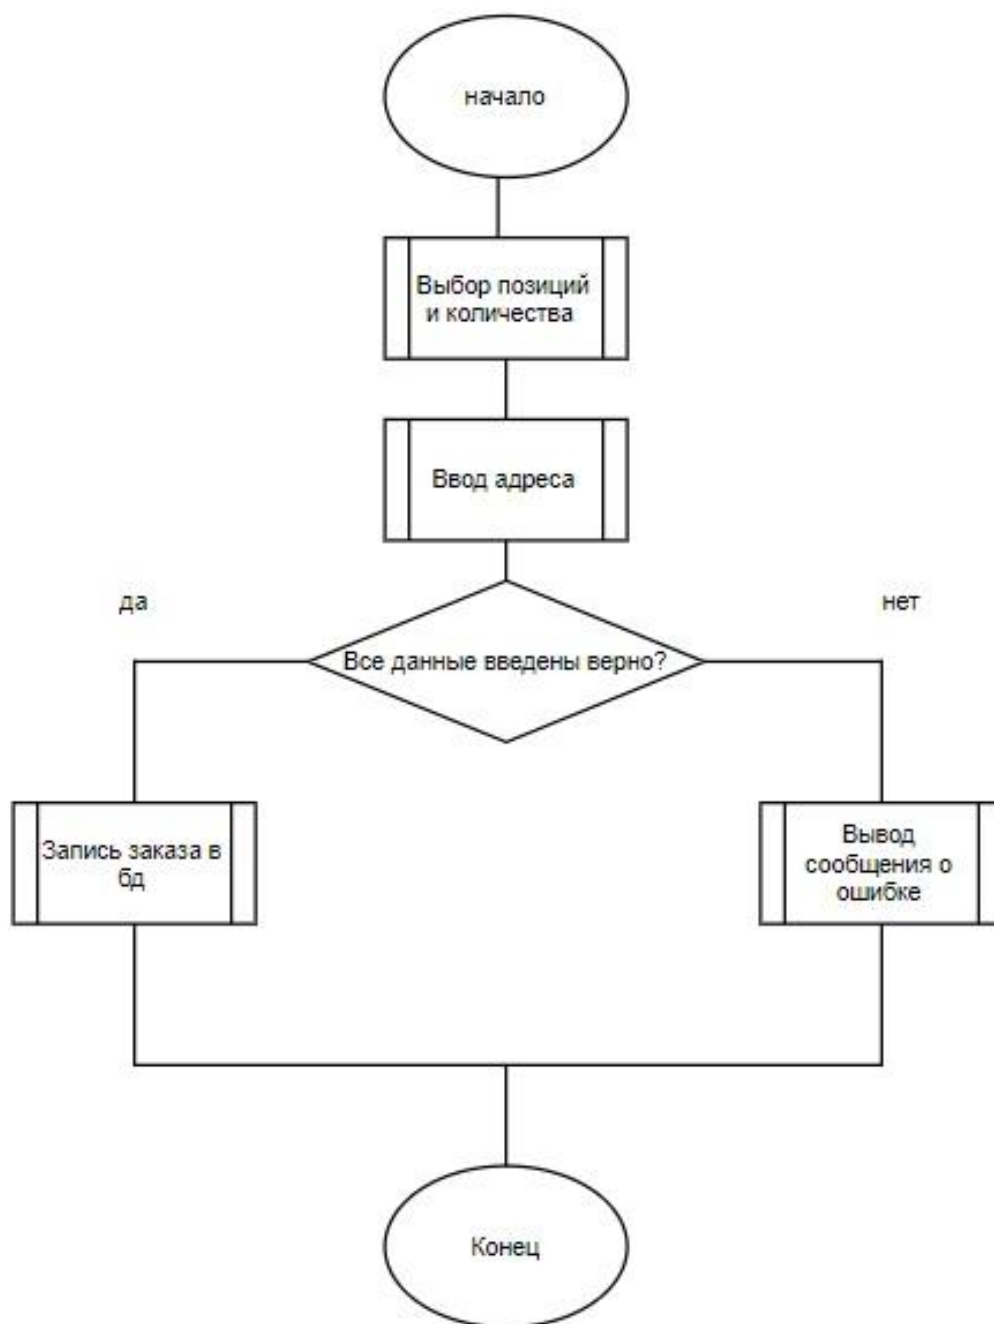 начало
Выбор позиций
и количества
Ввод адреса
да
нет
Все данные введены верно?
Запись заказа в
бд
Вывод
сообщения о
ошибке
Конец